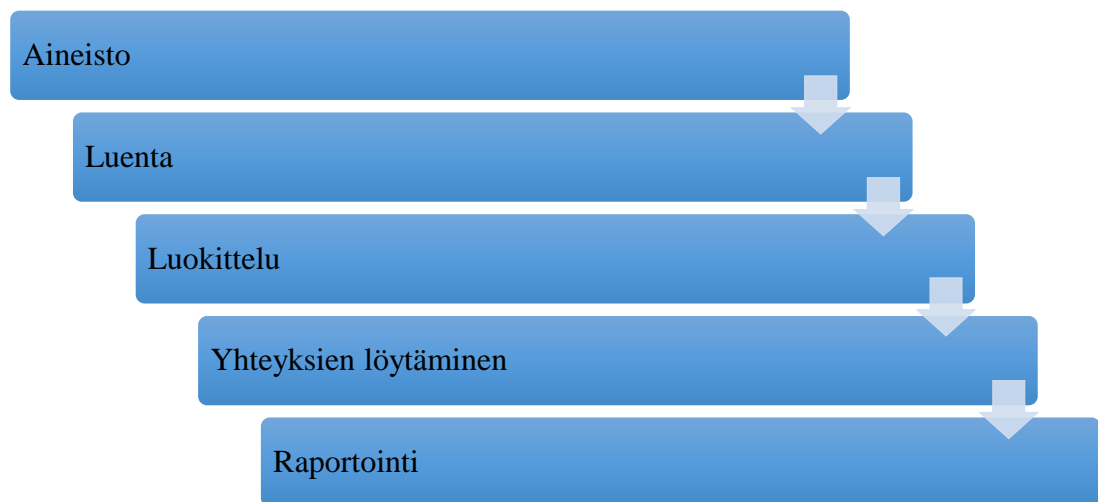 Aineisto
Luenta
Luokittelu
Yhteyksien löytäminen
Raportointi